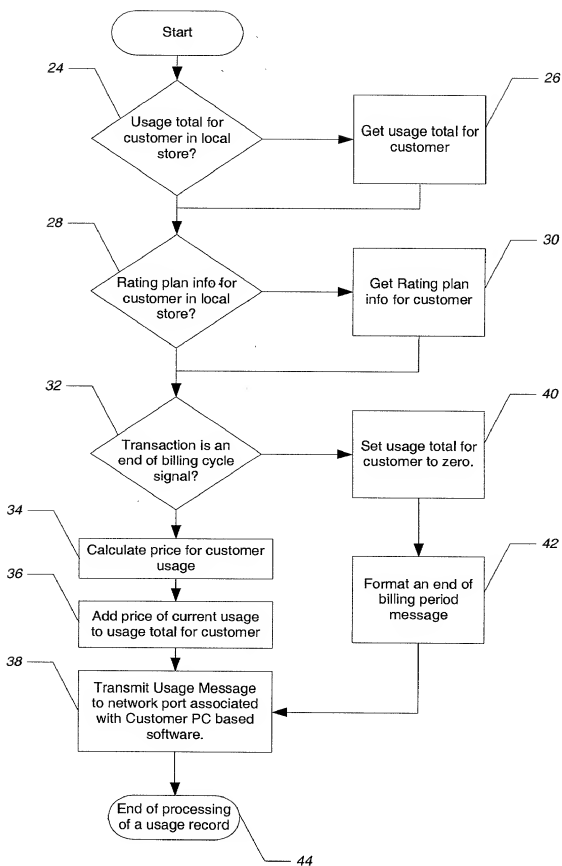 Start
24
Usage total for
customer in local
store?
26
Get usage total for
customer
28
Rating plan info for
customer in local
store?
30
Get Rating plan
info for customer
32
Transaction is an
end of billing cycle
signal?
40
Set usage total for
customer to zero.
34
Calculate price for customer
usage
42
Format an end of
billing period
message
36
Add price of current usage
to usage total for customer
38
Transmit Usage Message
to network port associated
with Customer PC based
software.
End of processing
of a usage record
44